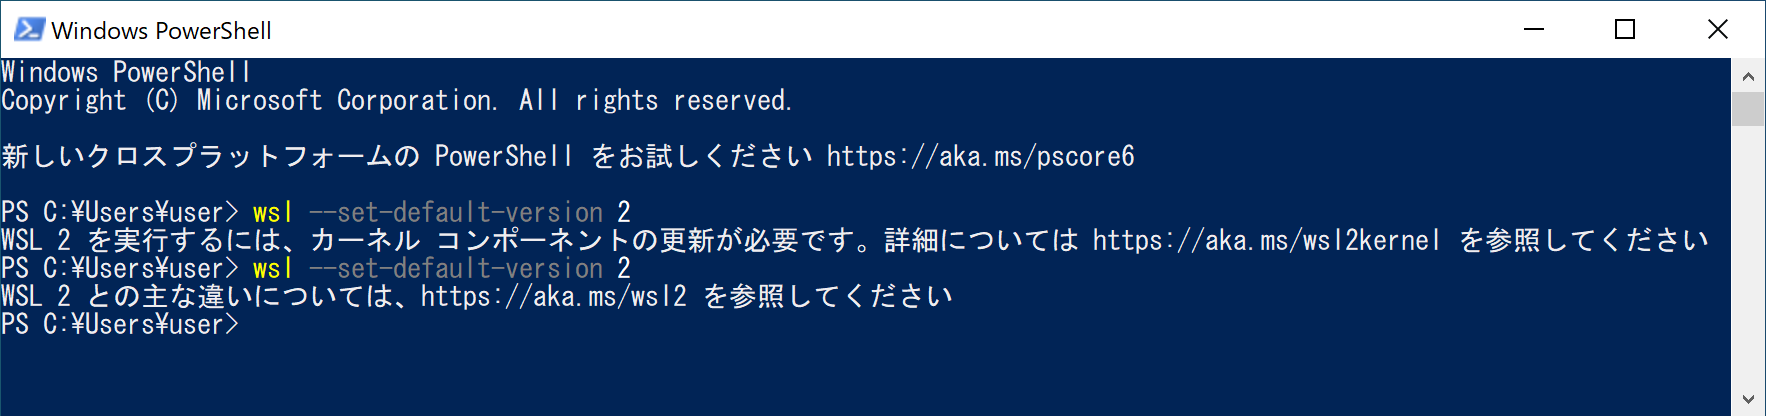 Windows PowerShell
Windows PowerShell
Copyright (C) Microsoft Corporation. All rights reserved.
新しいクロスプラットフォームの PowerShell をお試しください https://aka.ms/pscore6
PS C:¥Users¥user> wsl --set-default-version 2
WSL 2 を実行するには、カーネル コンポーネントの更新が必要です。詳細については https://aka.ms/wsl2kernel を参照してください
PS C:¥Users¥user> wsl --set-default-version 2
WSL 2 との主な違いについては、https://aka.ms/wsl2 を参照してください
PS C:¥Users¥user>